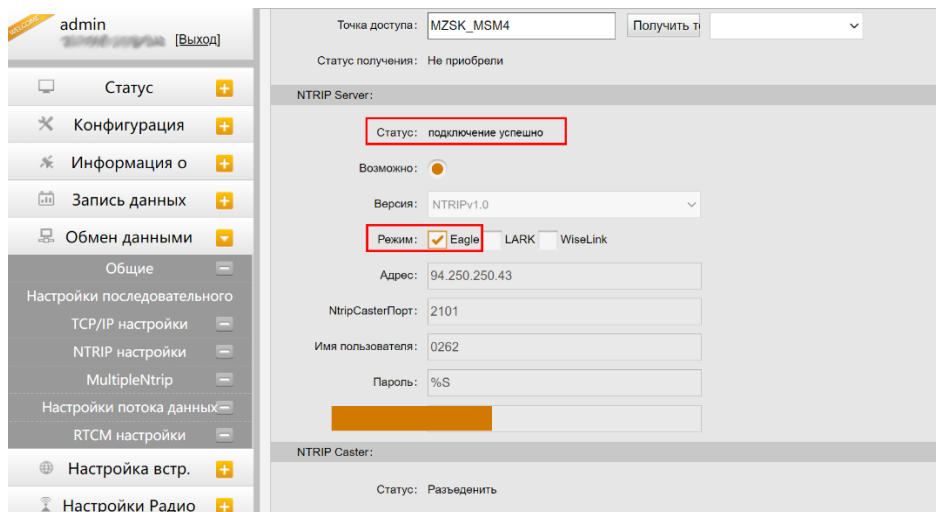 WELCOME
admin
[Выход]
Статус
Конфигурация
Информация о
Запись данных
Обмен данными
Общие
Настройки последовательного
TCP/IP настройки
NTRIP настройки
MultipleNtrip
Настройки потока данных
RTCM настройки
Настройка встр.
Настройки Радио
Точка доступа: MZSK_MSM4 Получить т
Статус получения: Не приобрели
NTRIP Server:
Статус: подключение успешно
Возможно:
Версия: NTRIPv1.0
Режим: Eagle LARK WiseLink
Адрес: 94.250.250.43
NtripCasterПорт: 2101
Имя пользователя: 0262
Пароль: %S
NTRIP Caster:
Статус: Разъеденить